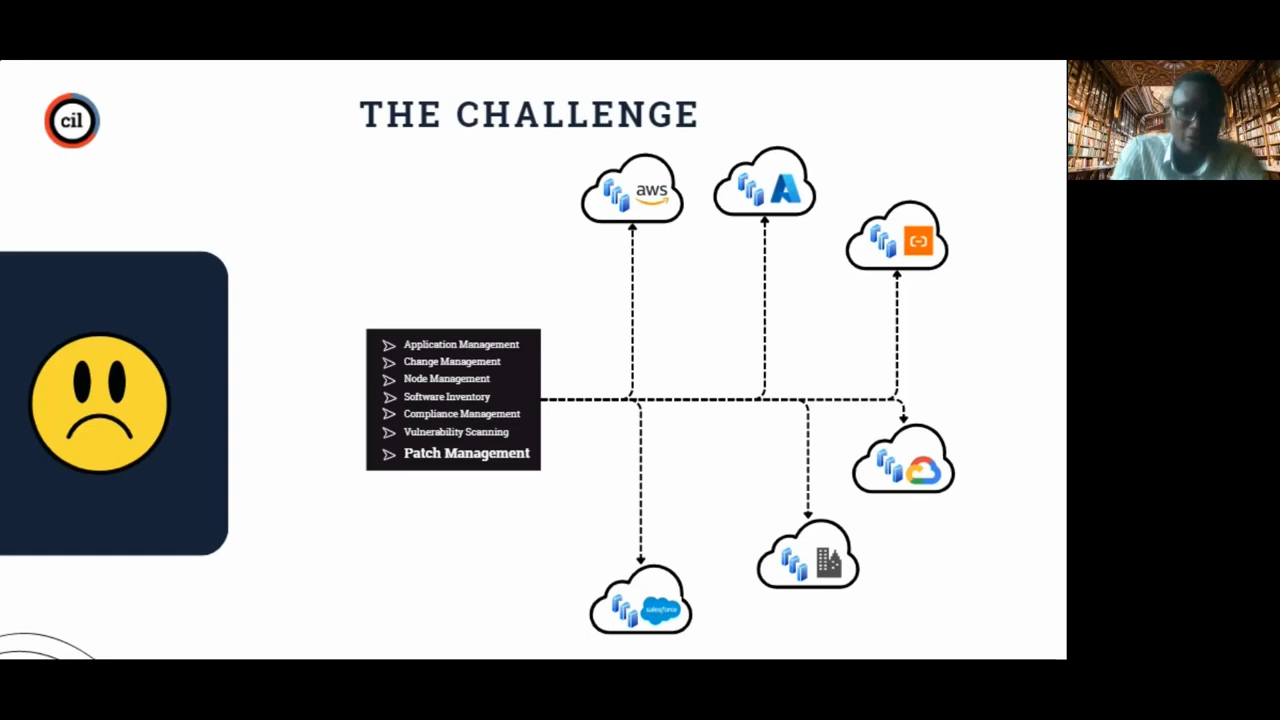 cil
THE CHALLENGE
aws
Application Management
Change Management
Node Management
Software Inventory
Compliance Management
Vulnerability Scanning
Patch Management
salesforce